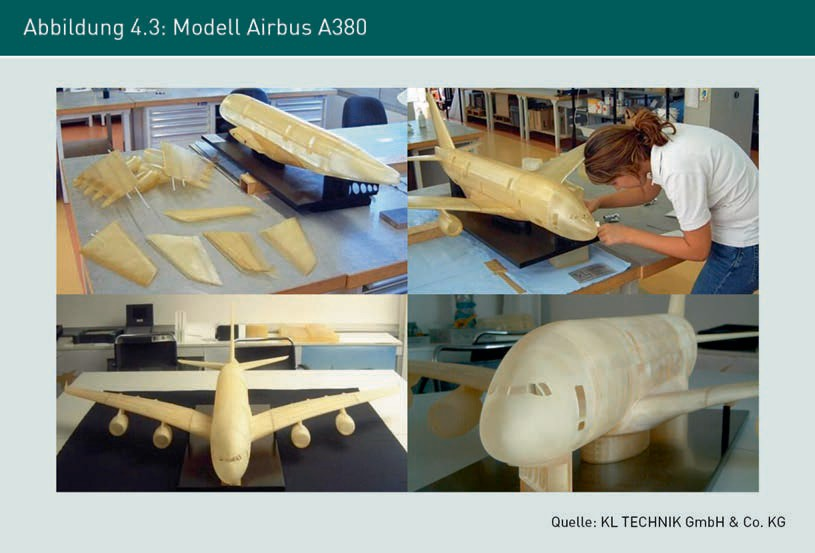 Abbildung 4.3: Modell Airbus A380
Quelle: KL TECHNIK GmbH & Co. KG